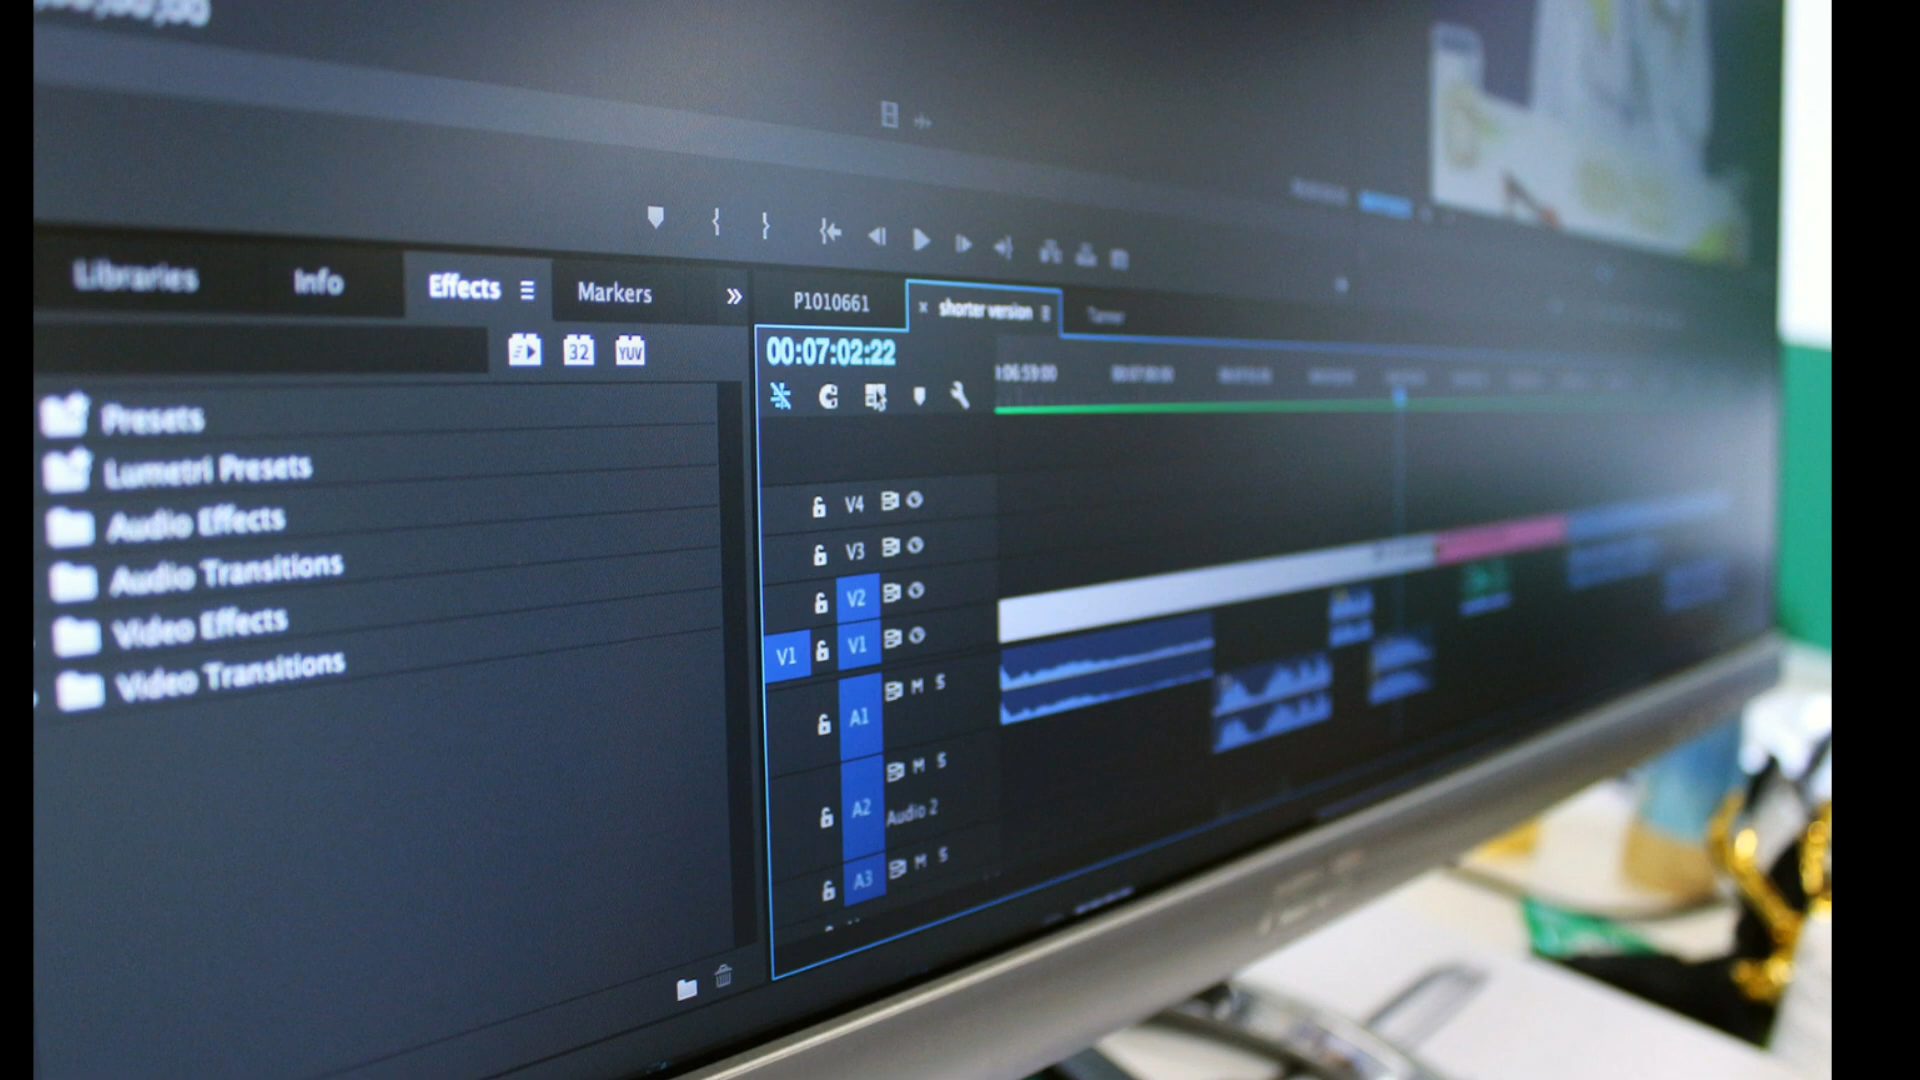 Libraries
Info
Effects
Markers
P1010661
shorter version
32
YUV
00:07:02:22
Presets
Lumetri Presets
Audio Effects
Audio Transitions
Video Effects
Video Transitions
V4
V3
V2
V1 V1
A1 M S
A2 M S
Audio 2
A3 M S